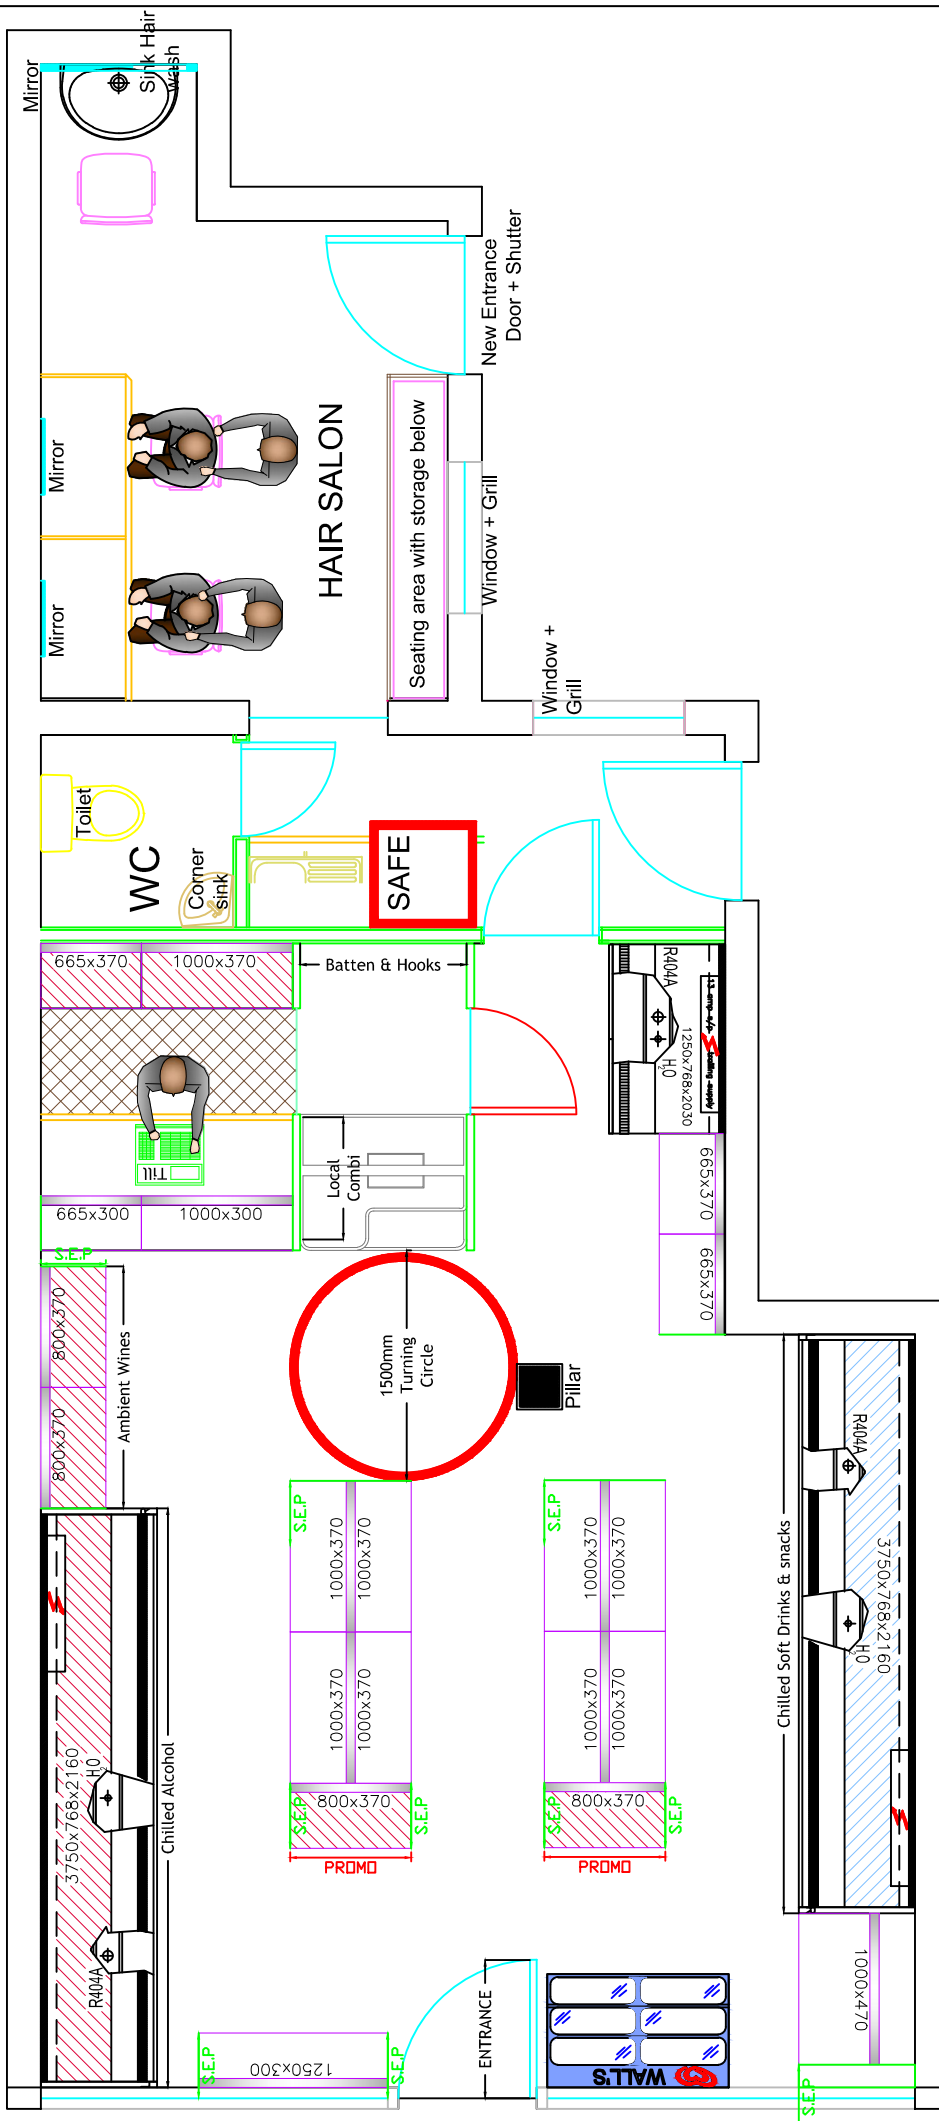 Mirror
Sink Hair
wash
New Entrance
Door + Shutter
Mirror
HAIR SALON
Seating area with storage below
Window + Grill
Mirror
Window +
Grill
Toilet
WC
Corner
sink
SAFE
665x370
1000x370
Batten & Hooks
R404A
13 amp s/p
trailing supply
1250x768x2030
H2O
Till
Local
Combi
665x300
1000x300
665x370
665x370
S.E.P
800x370
800x370
Ambient Wines
1500mm
Turning
Circle
Pillar
S.E.P
1000x370
1000x370
1000x370
1000x370
800x370
S.E.P
S.E.P
PROMO
S.E.P
1000x370
1000x370
1000x370
1000x370
800x370
S.E.P
S.E.P
PROMO
R404A
Chilled Soft Drinks & snacks
3750x768x2160
H2O
3750x768x2160
H2O
Chilled Alcohol
R404A
1000x470
ENTRANCE
S.E.P
1250x300
S.E.P
WALL'S
S.E.P